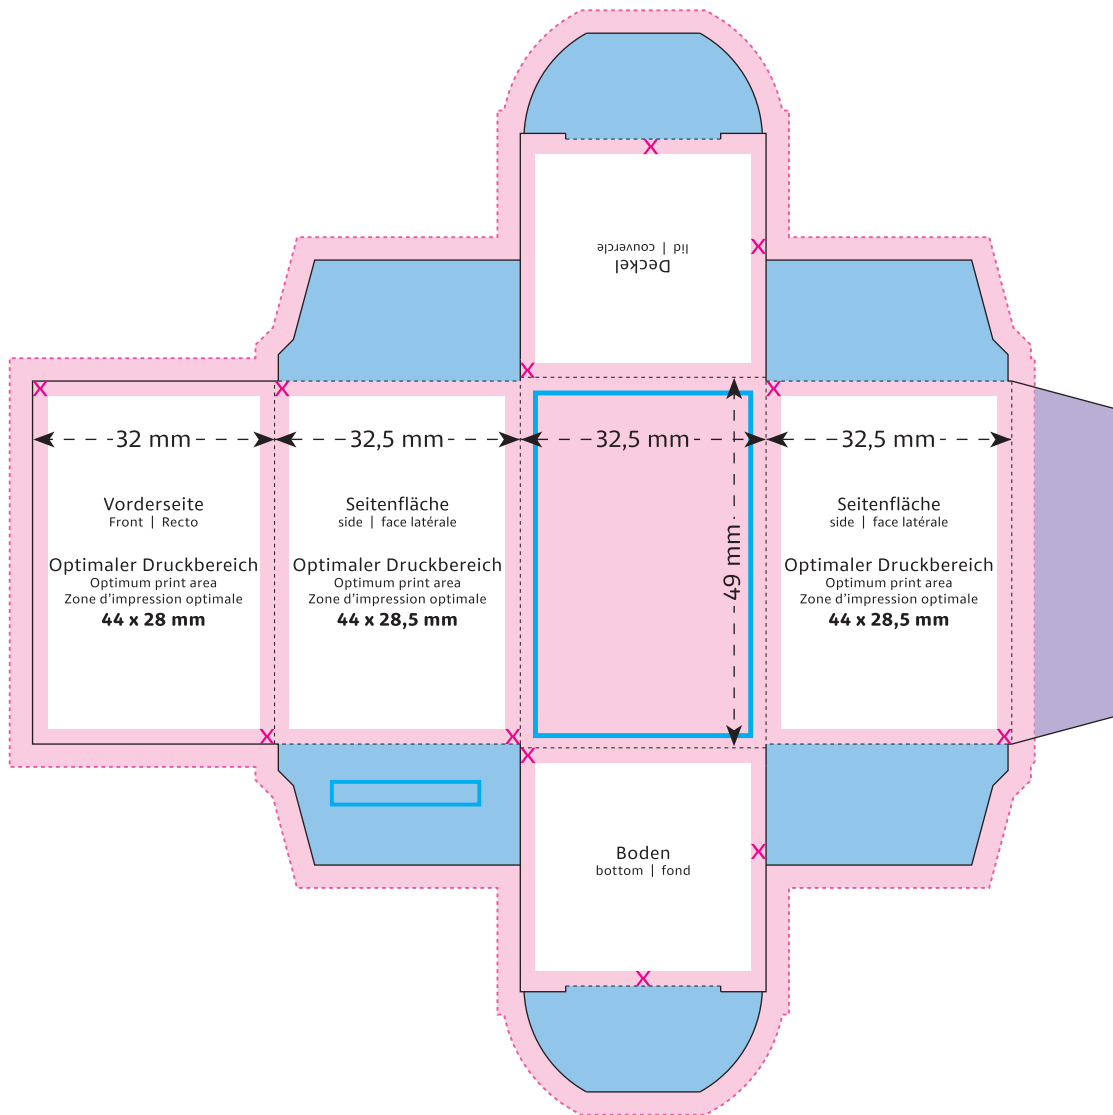 lid | couvercle
Deckel
32 mm
32,5 mm
32,5 mm
32,5 mm
49 mm
Vorderseite
Front | Recto
Optimaler Druckbereich
Optimum print area
Zone d’impression optimale
44 x 28 mm
Seitenfläche
side | face latérale
Optimaler Druckbereich
Optimum print area
Zone d’impression optimale
44 x 28,5 mm
Seitenfläche
side | face latérale
Optimaler Druckbereich
Optimum print area
Zone d’impression optimale
44 x 28,5 mm
Boden
bottom | fond